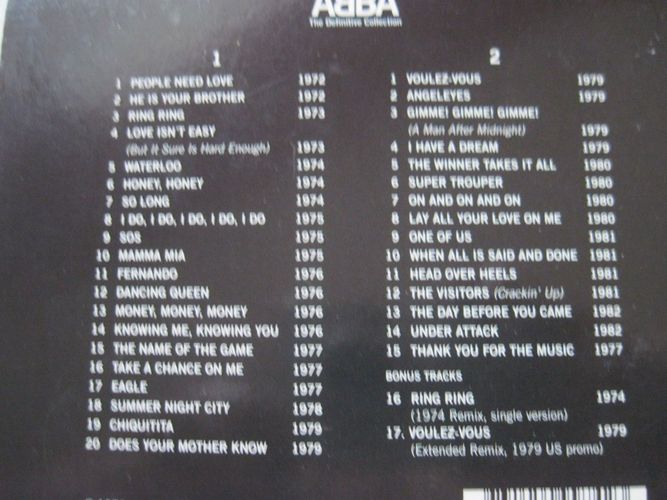 ABBA
The Definitive Collection
1
1 PEOPLE NEED LOVE 1972
2 HE IS YOUR BROTHER 1972
3 RING RING 1973
4 LOVE ISN'T EASY
(But It Sure Is Hard Enough) 1973
5 WATERLOO 1974
6 HONEY, HONEY 1974
7 SO LONG 1974
8 I DO, I DO, I DO, I DO, I DO 1975
9 SOS 1975
10 MAMMA MIA 1975
11 FERNANDO 1976
12 DANCING QUEEN 1976
13 MONEY, MONEY, MONEY 1976
14 KNOWING ME, KNOWING YOU 1976
15 THE NAME OF THE GAME 1977
16 TAKE A CHANCE ON ME 1977
17 EAGLE 1977
18 SUMMER NIGHT CITY 1978
19 CHIQUITITA 1979
20 DOES YOUR MOTHER KNOW 1979
2
1 VOULEZ-VOUS 1979
2 ANGELEYES 1979
3 GIMME! GIMME! GIMME!
(A Man After Midnight) 1979
4 I HAVE A DREAM 1979
5 THE WINNER TAKES IT ALL 1980
6 SUPER TROUPER 1980
7 ON AND ON AND ON 1980
8 LAY ALL YOUR LOVE ON ME 1980
9 ONE OF US 1981
10 WHEN ALL IS SAID AND DONE 1981
11 HEAD OVER HEELS 1981
12 THE VISITORS (Crackin' Up) 1981
13 THE DAY BEFORE YOU CAME 1982
14 UNDER ATTACK 1982
15 THANK YOU FOR THE MUSIC 1977
BONUS TRACKS
16 RING RING 1974
(1974 Remix, single version)
17. VOULEZ-VOUS 1979
(Extended Remix, 1979 US promo)